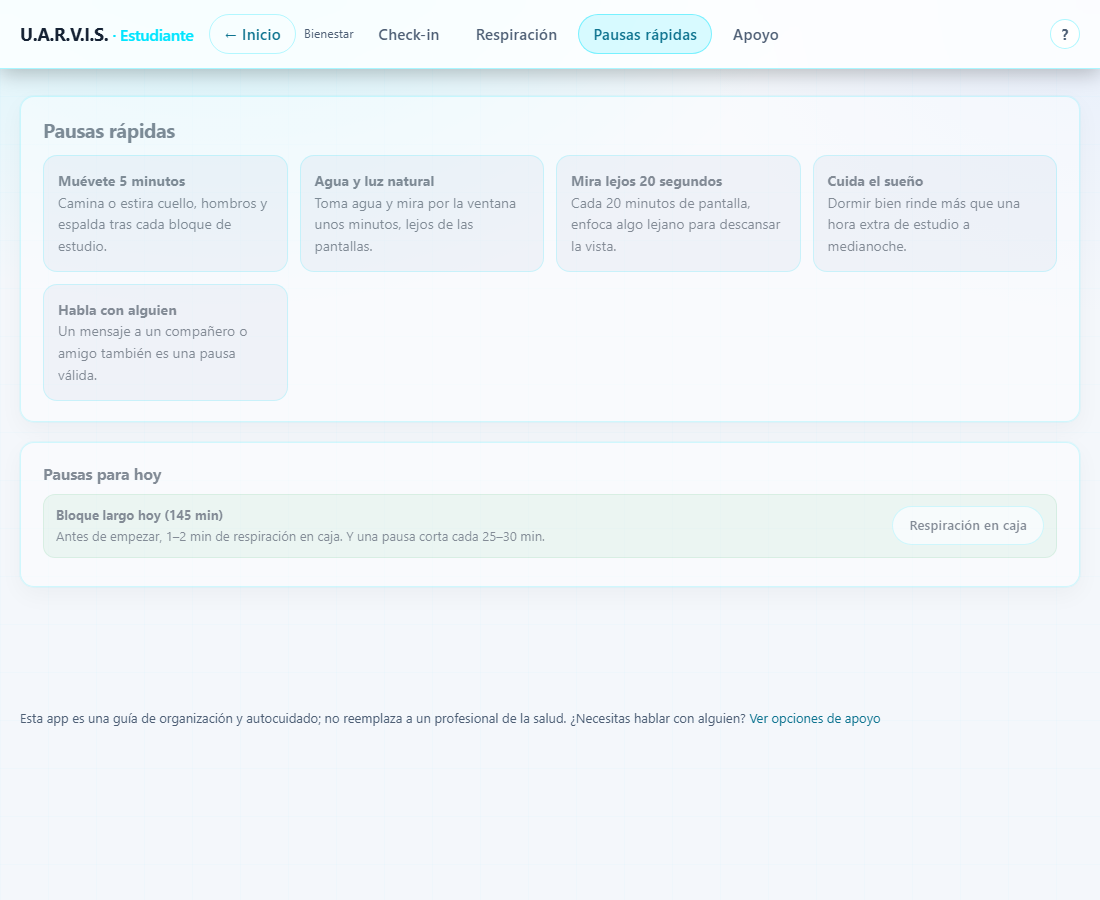 U.A.R.V.I.S. · Estudiante
← Inicio
Bienestar
Check-in
Respiración
Pausas rápidas
Apoyo
?
Pausas rápidas
Muévete 5 minutos
Camina o estira cuello, hombros y
espalda tras cada bloque de
estudio.
Agua y luz natural
Toma agua y mira por la ventana
unos minutos, lejos de las
pantallas.
Mira lejos 20 segundos
Cada 20 minutos de pantalla,
enfoca algo lejano para descansar
la vista.
Cuida el sueño
Dormir bien rinde más que una
hora extra de estudio a
medianoche.
Habla con alguien
Un mensaje a un compañero o
amigo también es una pausa
válida.
Pausas para hoy
Bloque largo hoy (145 min)
Antes de empezar, 1–2 min de respiración en caja. Y una pausa corta cada 25–30 min.
Respiración en caja
Esta app es una guía de organización y autocuidado; no reemplaza a un profesional de la salud. ¿Necesitas hablar con alguien? Ver opciones de apoyo